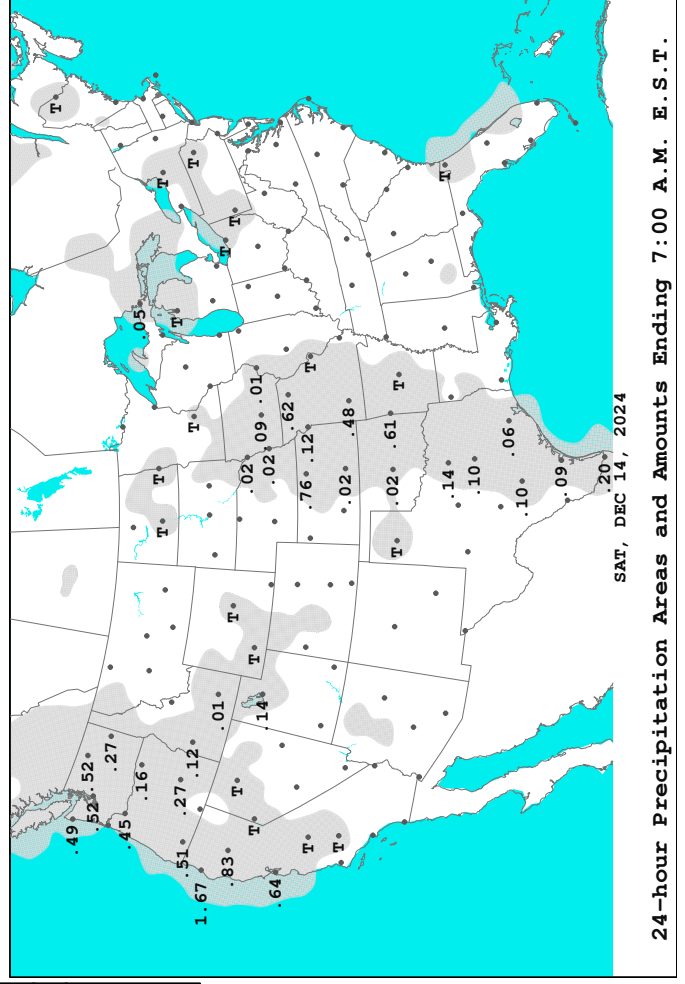 T
.49
.52
.52
.27
.45
.05
.16
T
T
T
T
.27
.51
.12
T
T
1.67
.01
T
.83
T
T
T
.02
T
T
.01
.09
.14
.02
.64
.62
.76
.12
T
T
T
.02
.48
.61
.02
T
T
.14
.10
.06
.10
.09
.20
SAT, DEC 14, 2024
24-hour Precipitation Areas and Amounts Ending 7:00 A.M. E.S.T.